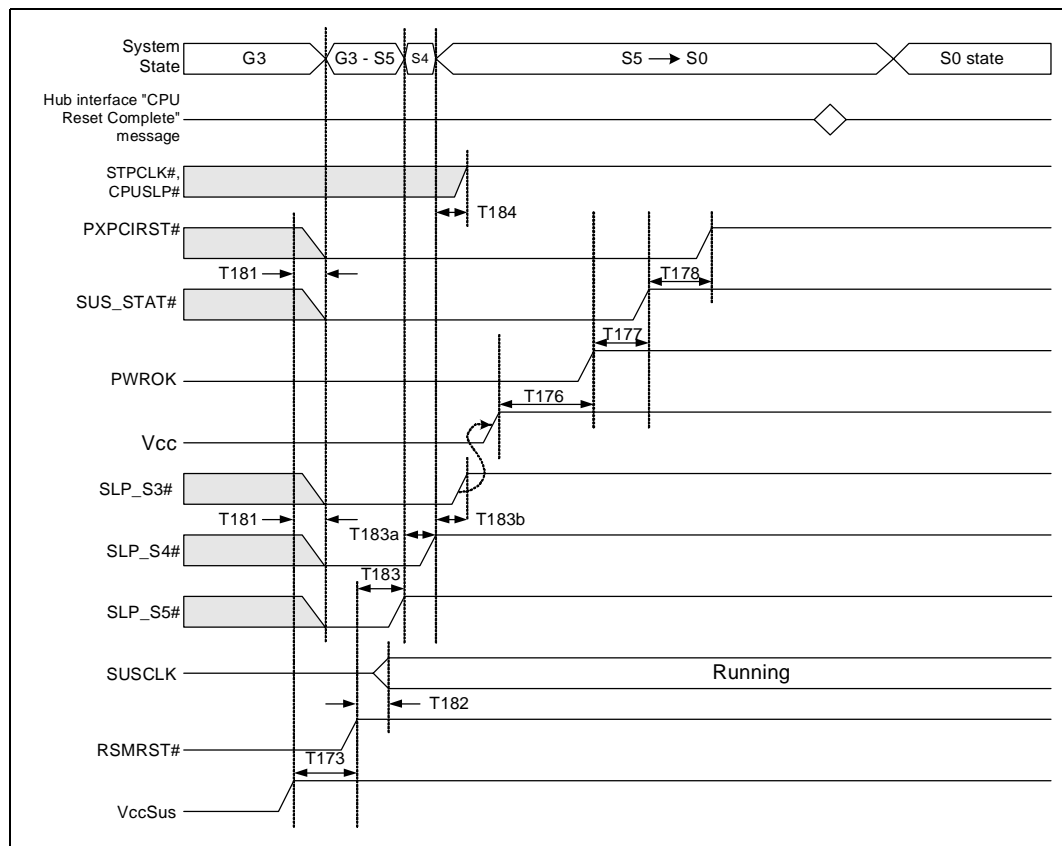 System
State
G3
G3 - S5
S4
S5 → S0
S0 state
Hub interface "CPU
Reset Complete"
message
STPCLK#,
CPUSLP#
T184
PXPCIRST#
T181
T178
SUS_STAT#
T177
PWROK
T176
Vcc
SLP_S3#
T181
T183a
T183b
SLP_S4#
T183
SLP_S5#
SUSCLK
Running
T182
RSMRST#
T173
VccSus